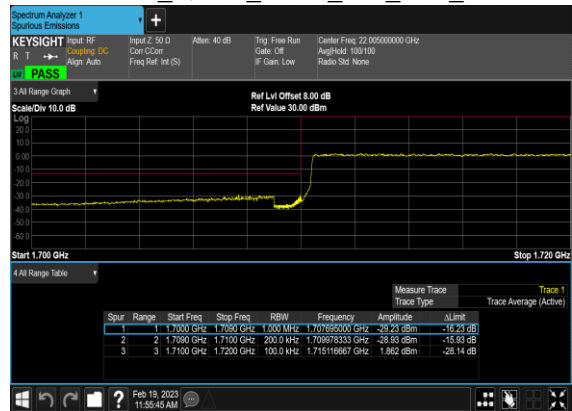 Spectrum Analyzer 1
Spurious Emissions
KEYSIGHT Input: RF Input Z: 50 Ω Atten: 40 dB Trig: Free Run Center Freq: 22.005000000 GHz
R T Coupling: DC Corr CCorr Gate: Off Avg|Hold: 100/100
Align: Auto Freq Ref: Int (S) IF Gain: Low Radio Std: None
PASS
3 All Range Graph
Ref Lvl Offset 8.00 dB
Scale/Div 10.0 dB Ref Value 30.00 dBm
Log
20.0
10.0
0.00
-10.0
-20.0
-30.0
-40.0
-50.0
-60.0
Start 1.700 GHz Stop 1.720 GHz
4 All Range Table
Measure Trace Trace 1
Trace Type Trace Average (Active)
Spur Range Start Freq Stop Freq RBW Frequency Amplitude ΔLimit
1 1 1.7000 GHz 1.7090 GHz 1.000 MHz 1.707695000 GHz -29.23 dBm -16.23 dB
2 2 1.7090 GHz 1.7100 GHz 200.0 kHz 1.709978333 GHz -28.93 dBm -15.93 dB
3 3 1.7100 GHz 1.7200 GHz 100.0 kHz 1.715116667 GHz 1.862 dBm -28.14 dB
? Feb 19, 2023
11:55:45 AM